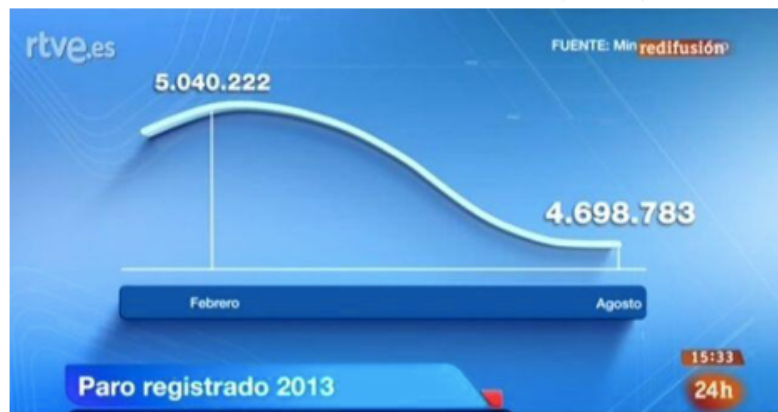 rtve.es
FUENTE: Min redifusión
5.040.222
4.698.783
Febrero Agosto
Paro registrado 2013
15:33
24h